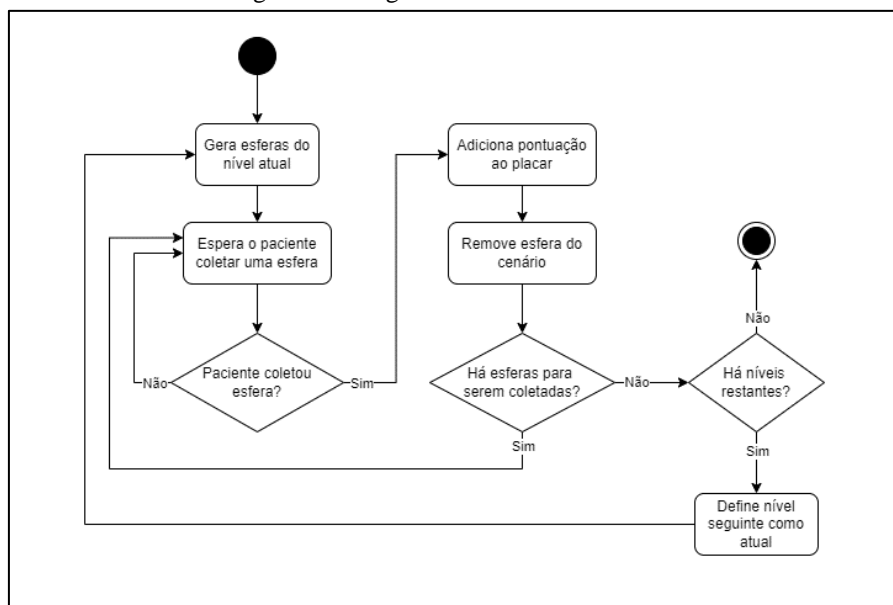 Gera esferas do
nível atual
Espera o paciente
coletar uma esfera
Paciente coletou
esfera?
Não
Sim
Adiciona pontuação
ao placar
Remove esfera do
cenário
Há esferas para
serem coletadas?
Sim
Não
Há níveis
restantes?
Não
Sim
Define nível
seguinte como
atual